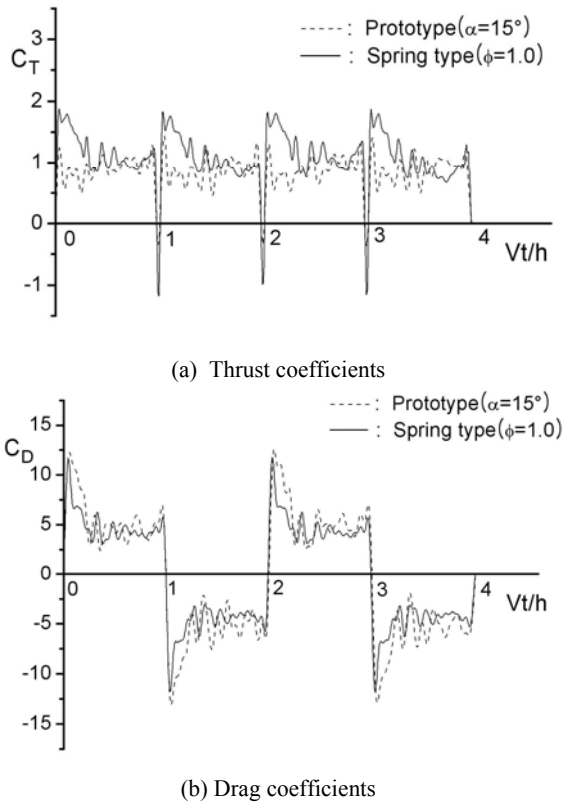 3
C_T
2
1
0
-1
0 1 2 3 4
Vt/h
----: Prototype(α=15°)
—: Spring type(ϕ=1.0)
(a) Thrust coefficients
15
C_D
10
5
0
-5
-10
-15
0 1 2 3 4
Vt/h
----: Prototype(α=15°)
—: Spring type(ϕ=1.0)
(b) Drag coefficients